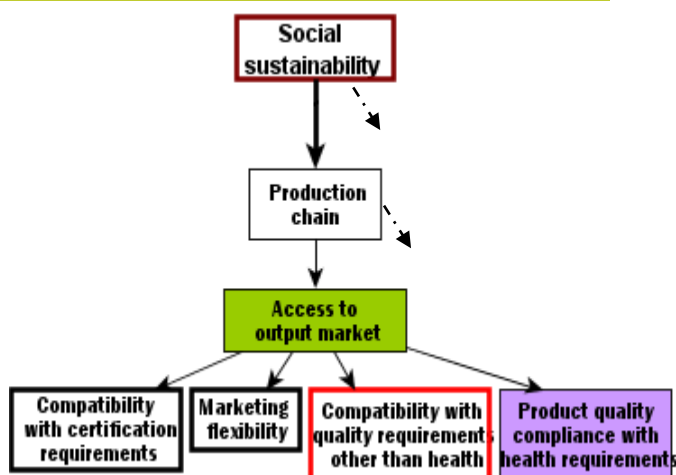 Social
sustainability
Production
chain
Access to
output market
Compatibility
with certification
requirements
Marketing
flexibility
Compatibility with
quality requirements
other than health
Product quality
compliance with
health requirements